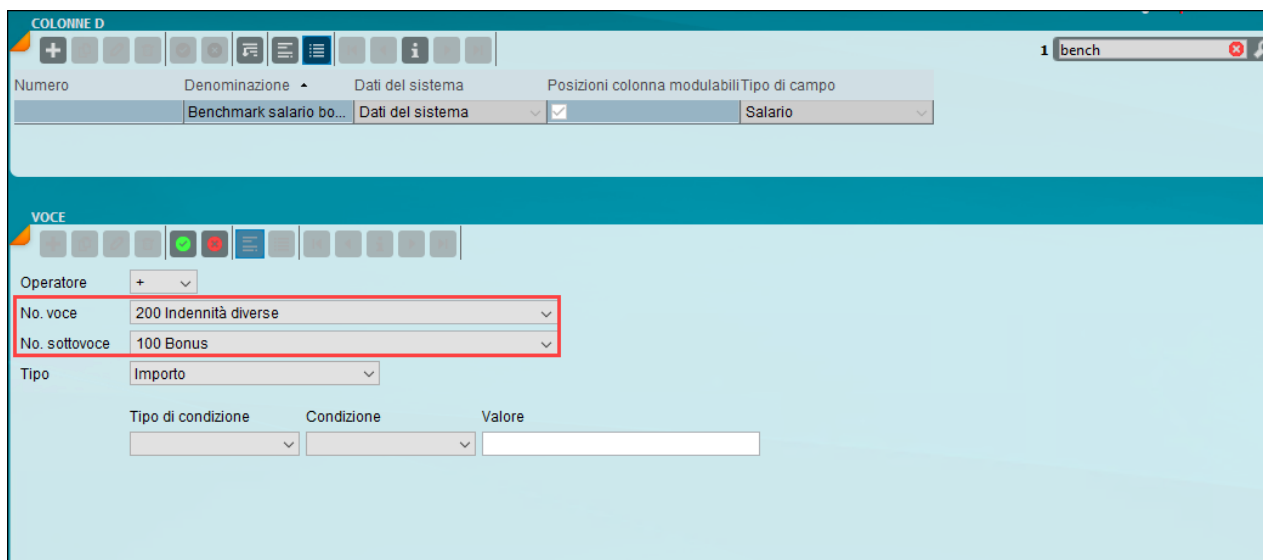 COLONNE D
1 bench
Numero Denominazione Dati del sistema Posizioni colonna modulabili Tipo di campo
Benchmark salario bo... Dati del sistema Salario
VOCE
Operatore +
No. voce 200 Indennità diverse
No. sottovoce 100 Bonus
Tipo Importo
Tipo di condizione Condizione Valore